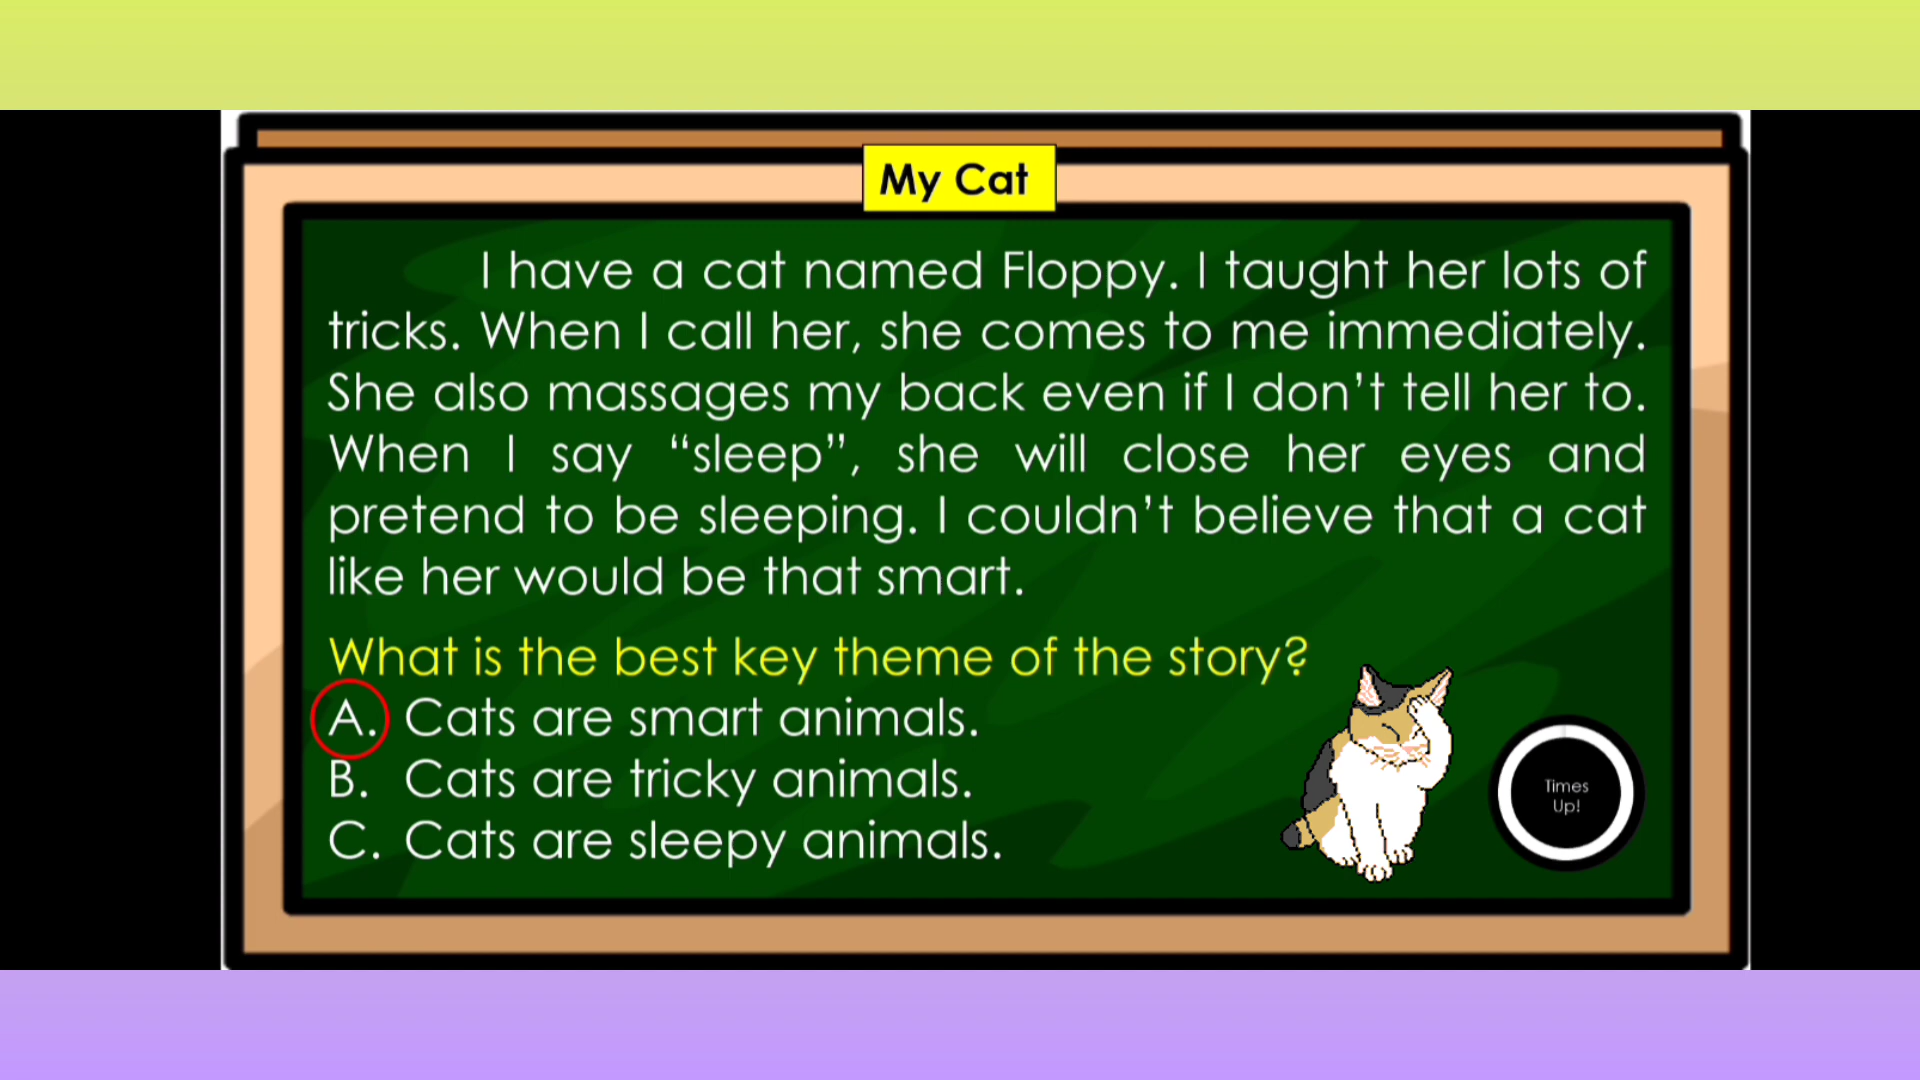 My Cat
I have a cat named Floppy. I taught her lots of
tricks. When I call her, she comes to me immediately.
She also massages my back even if I don’t tell her to.
When I say “sleep”, she will close her eyes and
pretend to be sleeping. I couldn’t believe that a cat
like her would be that smart.
What is the best key theme of the story?
A. Cats are smart animals.
B. Cats are tricky animals.
C. Cats are sleepy animals.
Times
Up!